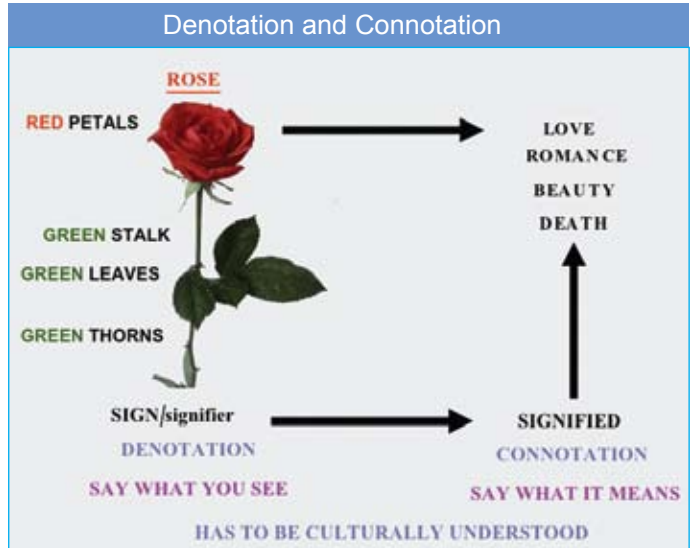 Denotation and Connotation
ROSE
RED PETALS
GREEN STALK
GREEN LEAVES
GREEN THORNS
LOVE
ROMANCE
BEAUTY
DEATH
SIGN/signifier
DENOTATION
SAY WHAT YOU SEE
SIGNIFIED
CONNOTATION
SAY WHAT IT MEANS
HAS TO BE CULTURALLY UNDERSTOOD